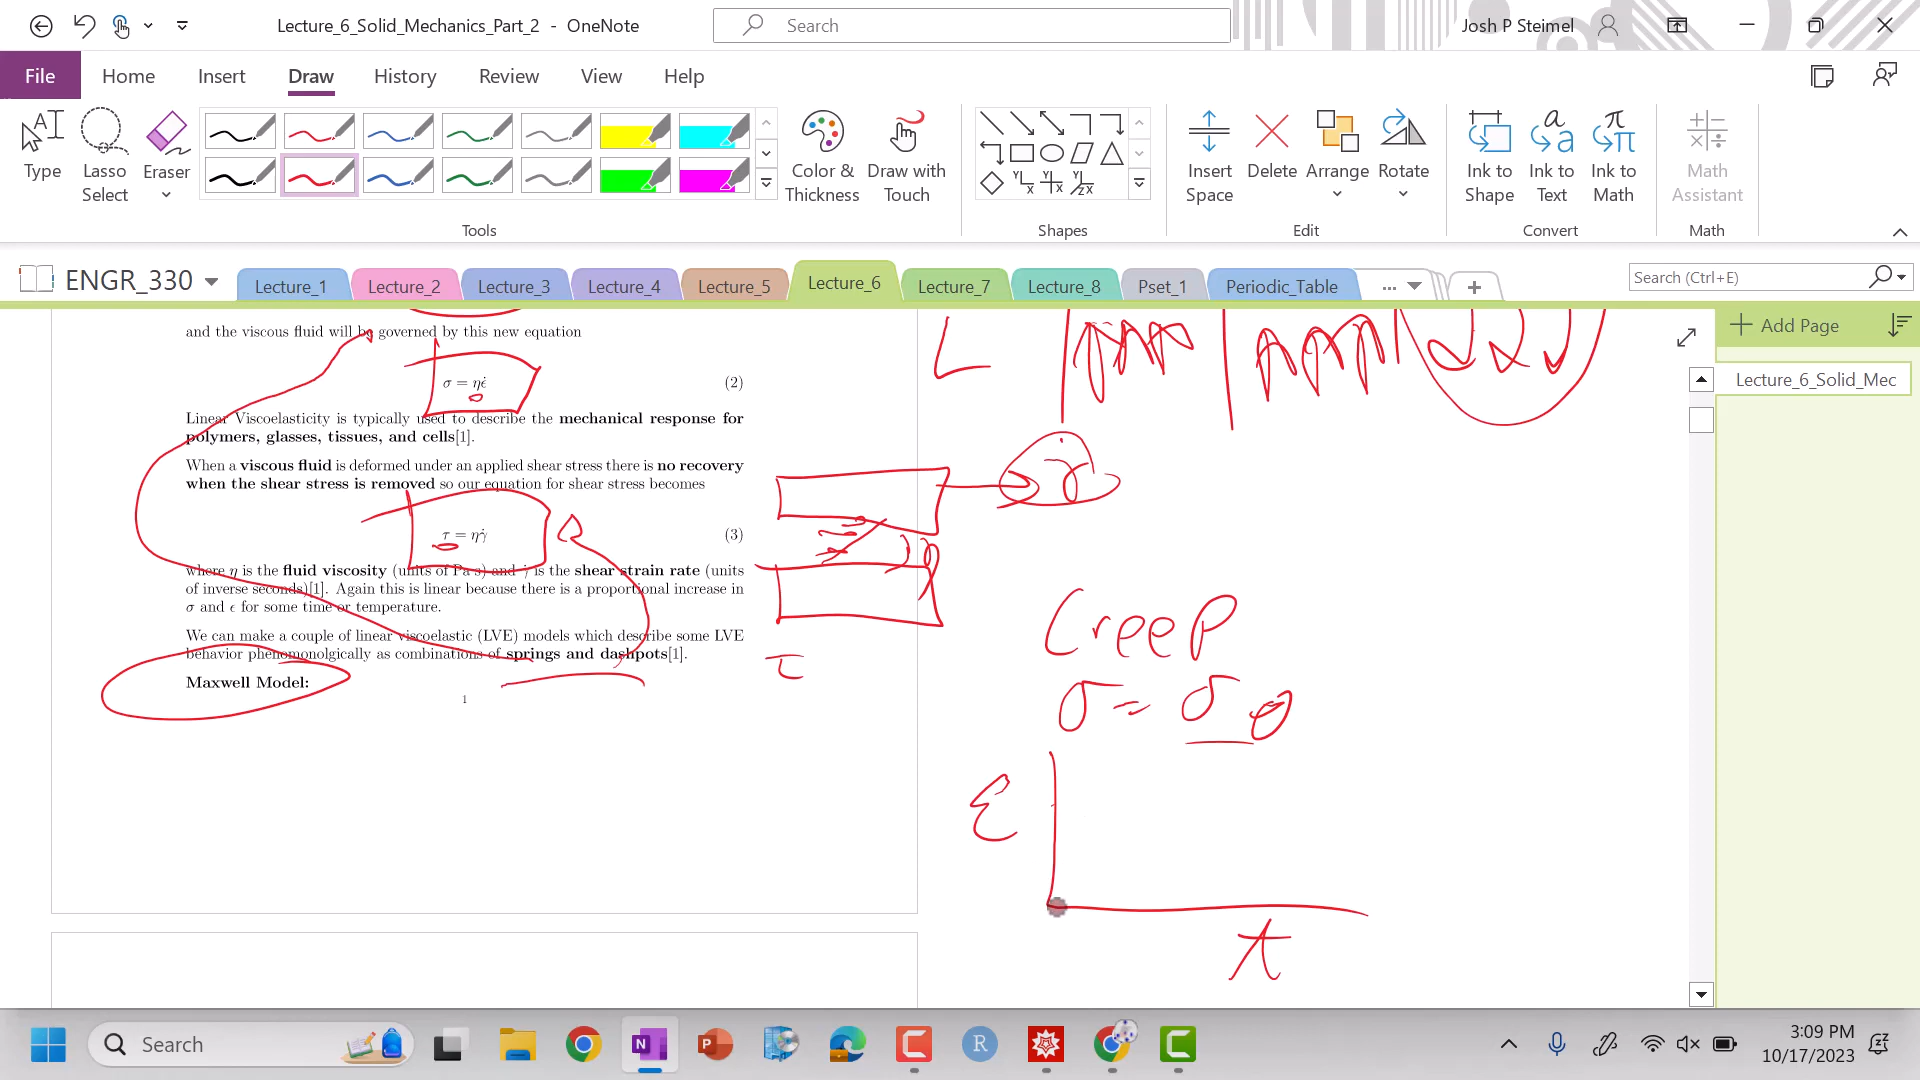 Lecture_6_Solid_Mechanics_Part_2 - OneNote
Search
Josh P Steimel
File
Home
Insert
Draw
History
Review
View
Help
Type
Lasso Select
Eraser
Color & Thickness
Draw with Touch
Insert Space
Delete
Arrange
Rotate
Ink to Shape
Ink to Text
Ink to Math
Math Assistant
Tools
Shapes
Edit
Convert
Math
ENGR_330
Lecture_1
Lecture_2
Lecture_3
Lecture_4
Lecture_5
Lecture_6
Lecture_7
Lecture_8
Pset_1
Periodic_Table
...
Search (Ctrl+E)
Add Page
Lecture_6_Solid_Mec
and the viscous fluid will be governed by this new equation
σ = ηϵ̇ (2)
Linear Viscoelasticity is typically used to describe the mechanical response for
polymers, glasses, tissues, and cells[1].
When a viscous fluid is deformed under an applied shear stress there is no recovery
when the shear stress is removed so our equation for shear stress becomes
τ = ηγ̇ (3)
where η is the fluid viscosity (units of Pa s) and γ̇ is the shear strain rate (units
of inverse seconds)[1]. Again this is linear because there is a proportional increase in
σ and ϵ for some time or temperature.
We can make a couple of linear viscoelastic (LVE) models which describe some LVE
behavior phenomonolgically as combinations of springs and dashpots[1].
Maxwell Model:
1
γ̇
τ
Creep
σ = σ0
ε
t
Search
3:09 PM
10/17/2023